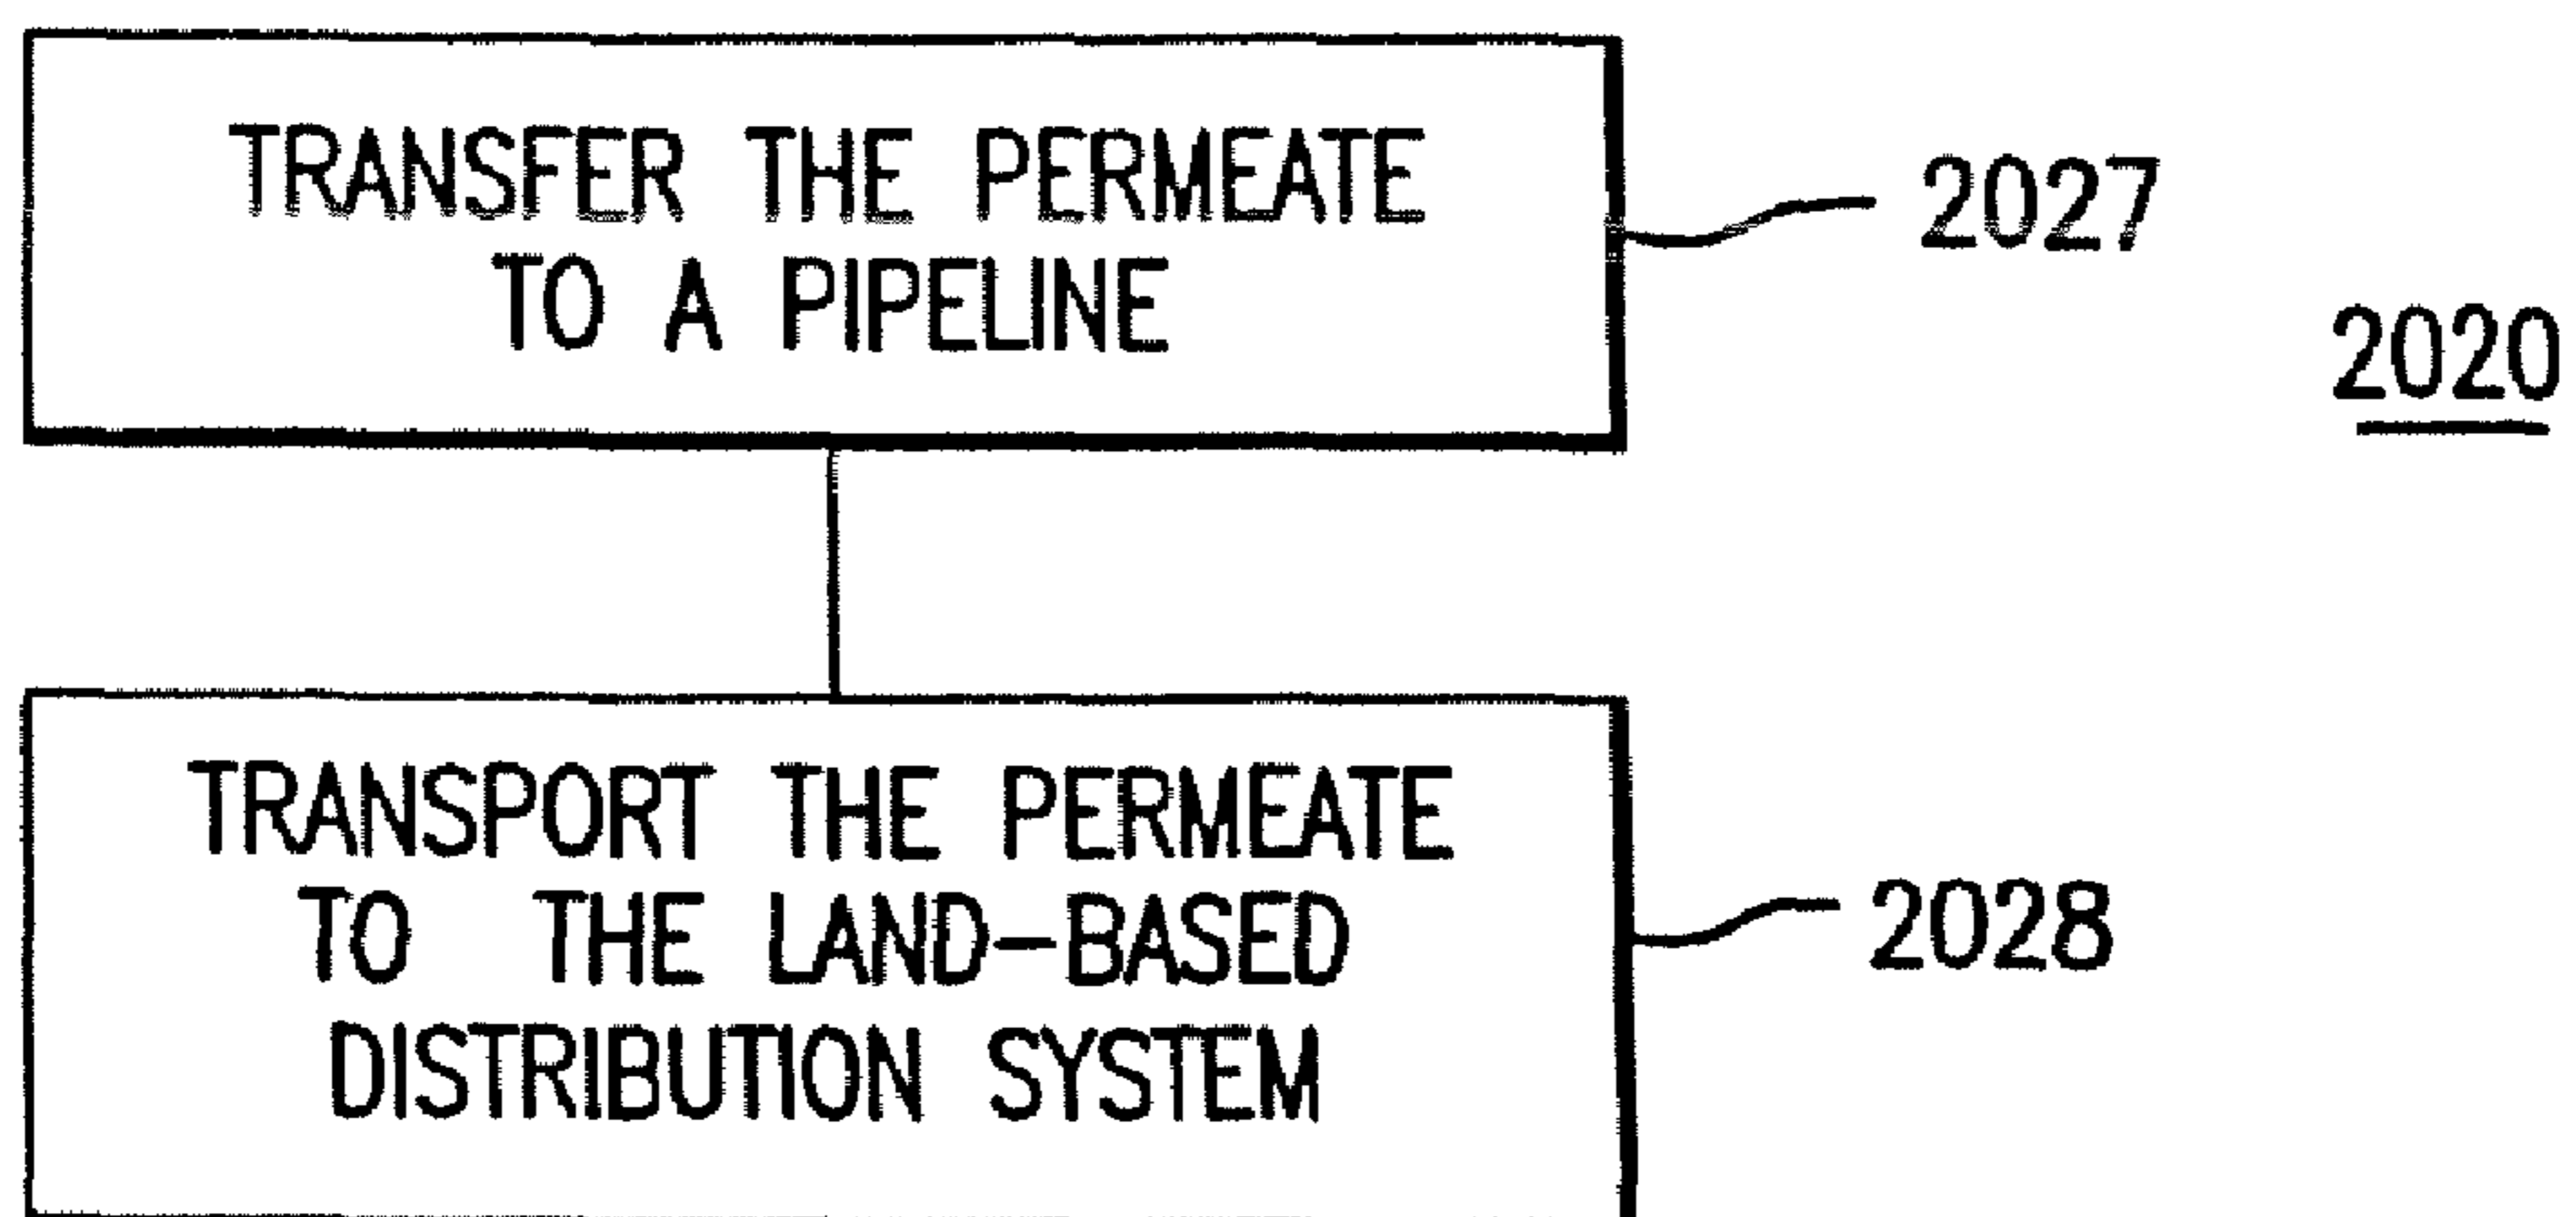 TRANSFER THE PERMEATE
TO A PIPELINE
2027
2020
TRANSPORT THE PERMEATE
TO THE LAND-BASED
DISTRIBUTION SYSTEM
2028